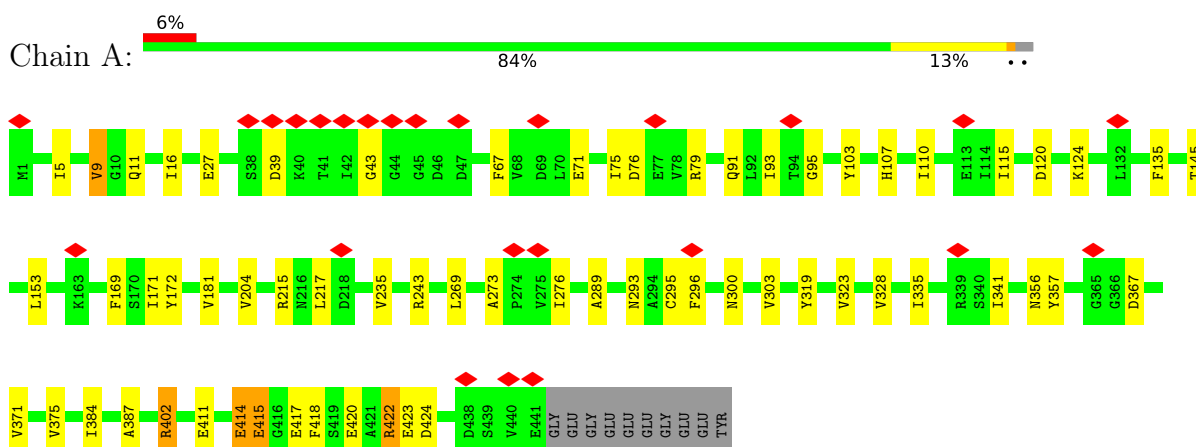 6%
Chain A:
84% 13% • •
M1 I5 V9 G10 Q11 I16 E27 S38 D39 K40 T41 I42 G43 G44 G45 D46 D47 F67 V68 D69 L70 E71 I75 D76 E77 V78 R79 Q91 L92 I93 T94 G95 Y103 H107 I110 E113 I114 I115 D120 K124 L132 F135 T145
L153 K163 F169 S170 I171 Y172 V181 V204 R215 N216 L217 D218 V235 R243 L269 A273 P274 V275 I276 A289 N293 A294 C295 F296 N300 V303 Y319 V323 V328 I335 R339 S340 I341 N356 Y357 G365 G366 D367
V371 V375 I384 A387 R402 E411 E414 E415 G416 E417 F418 S419 E420 A421 R422 E423 D424 D438 S439 V440 E441 GLY GLU GLY GLU GLU GLU GLY GLU GLU TYR